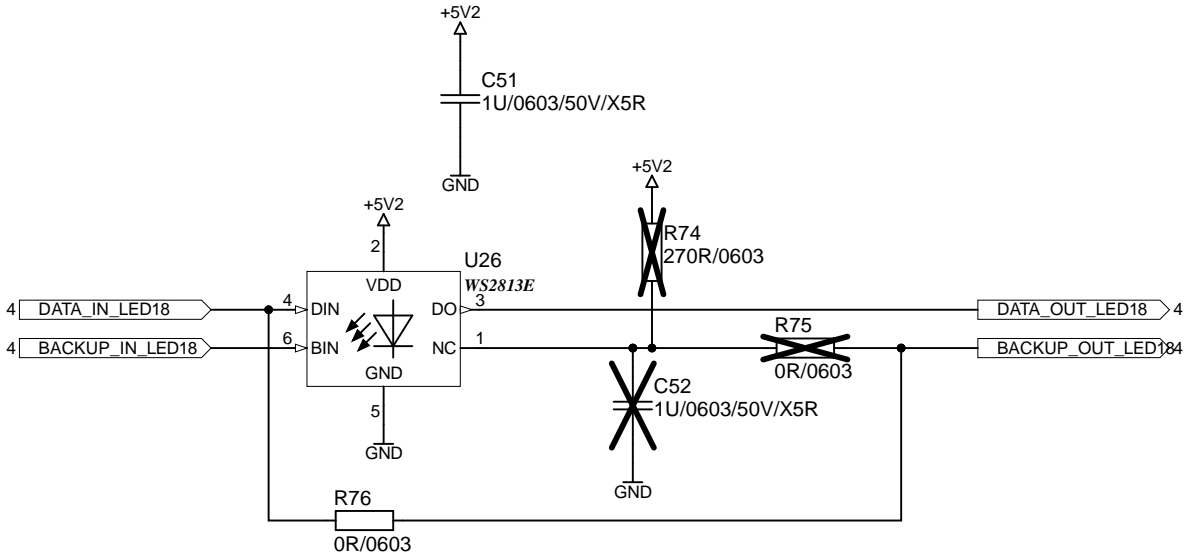 +5V2
C51
1U/0603/50V/X5R
GND
+5V2
R74
270R/0603
+5V2
2
U26
WS2813E
VDD
4 DATA_IN_LED18 4 DIN DO 3 DATA_OUT_LED18 4
4 BACKUP_IN_LED18 6 BIN NC 1 R75 BACKUP_OUT_LED184
0R/0603
GND
5
GND
C52
1U/0603/50V/X5R
GND
R76
0R/0603